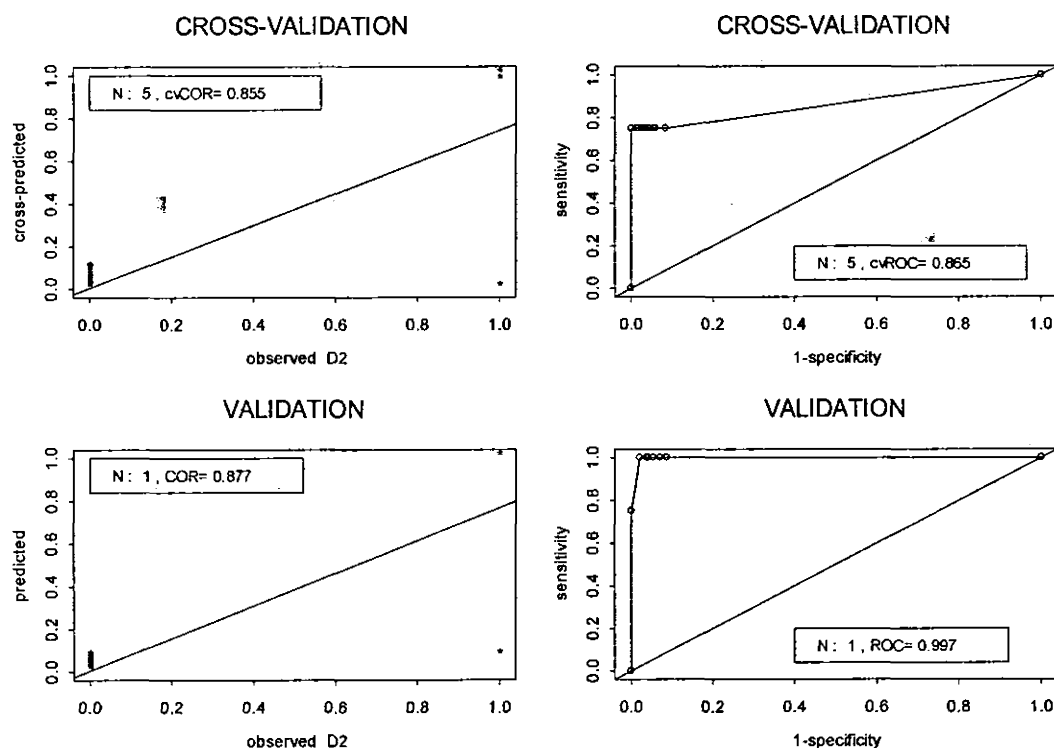 CROSS-VALIDATION
N : 5 , cvCOR= 0.855
cross-predicted
0.0 0.2 0.4 0.6 0.8 1.0
0.0 0.2 0.4 0.6 0.8 1.0
observed D2
CROSS-VALIDATION
sensitivity
0.0 0.2 0.4 0.6 0.8 1.0
N : 5 , cvROC= 0.865
0.0 0.2 0.4 0.6 0.8 1.0
1-specificity
VALIDATION
N : 1 , COR= 0.877
predicted
0.0 0.2 0.4 0.6 0.8 1.0
0.0 0.2 0.4 0.6 0.8 1.0
observed D2
VALIDATION
sensitivity
0.0 0.2 0.4 0.6 0.8 1.0
N : 1 , ROC= 0.997
0.0 0.2 0.4 0.6 0.8 1.0
1-specificity